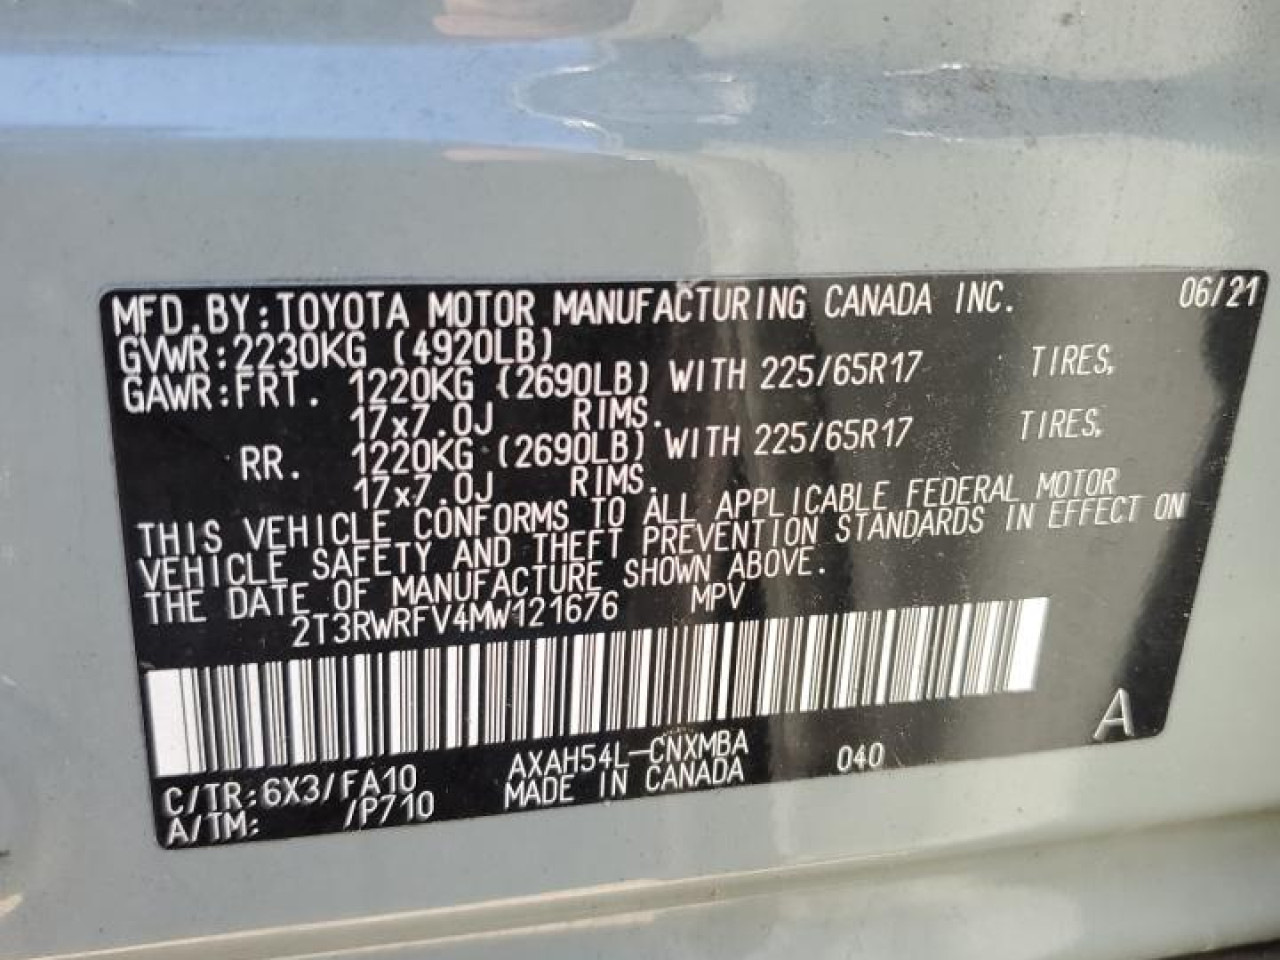 MFD.BY:TOYOTA MOTOR MANUFACTURING CANADA INC. 06/21
GVWR:2230KG (4920LB)
GAWR:FRT. 1220KG (2690LB) WITH 225/65R17 TIRES,
17x7.0J RIMS.
RR. 1220KG (2690LB) WITH 225/65R17 TIRES,
17x7.0J RIMS.
THIS VEHICLE CONFORMS TO ALL APPLICABLE FEDERAL MOTOR
VEHICLE SAFETY AND THEFT PREVENTION STANDARDS IN EFFECT ON
THE DATE OF MANUFACTURE SHOWN ABOVE.
2T3RWRFV4MW121676 MPV
A
C/TR:6X3/FA10 AXAH54L-CNXMBA 040
A/TM: /P710 MADE IN CANADA